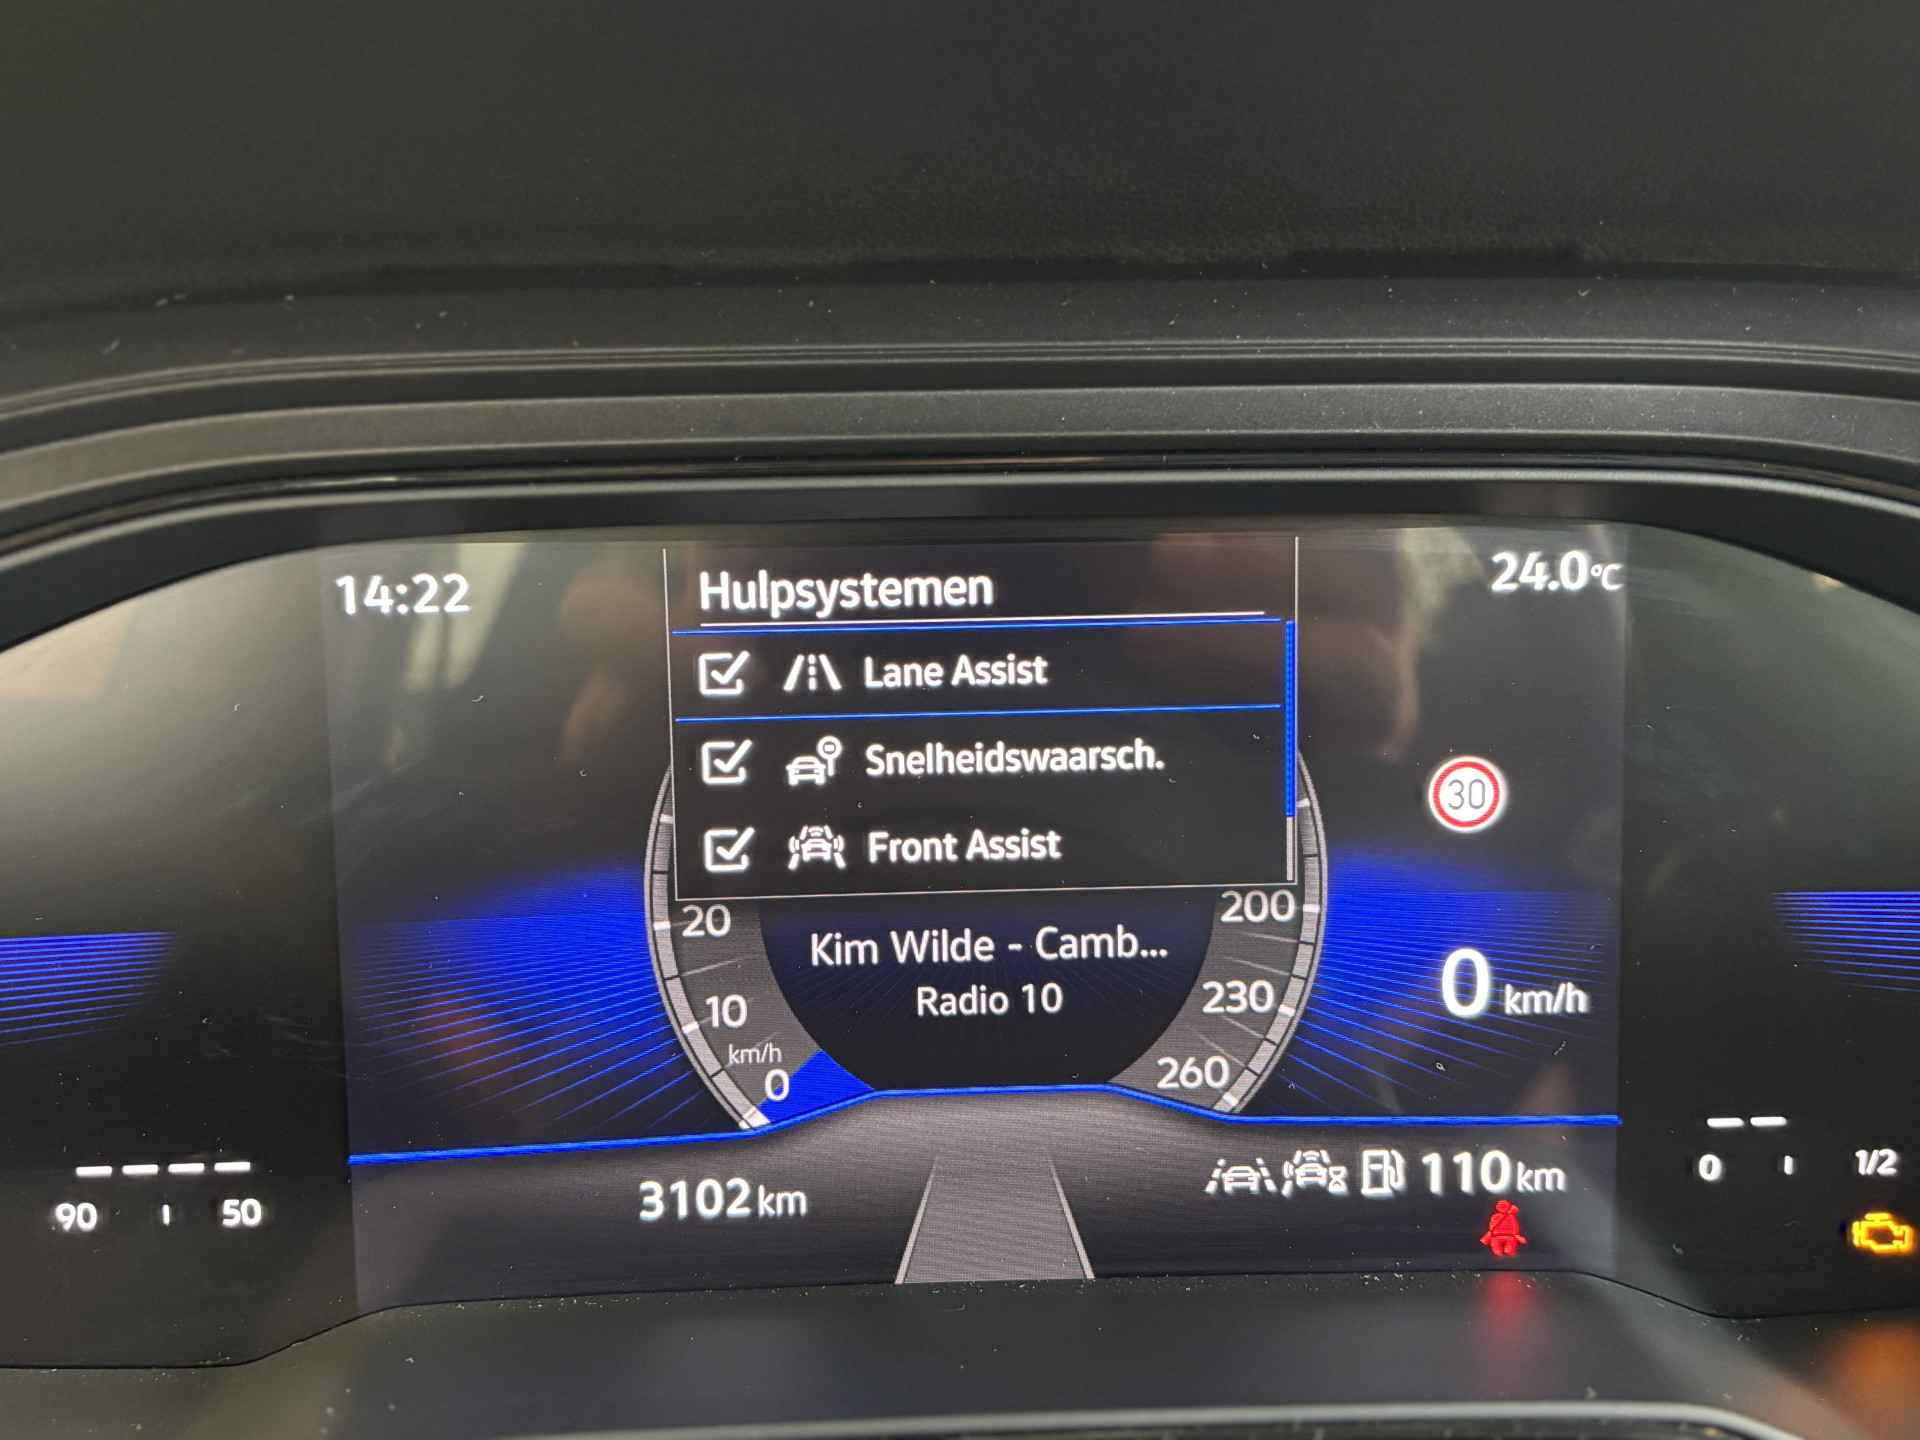 14:22
Hulpsystemen
24.0°C
Lane Assist
Snelheidswaarsch.
30
Front Assist
20
200
Kim Wilde - Camb...
Radio 10
10
230
0 km/h
km/h
0
260
3102 km
110 km
90
50
0
1/2